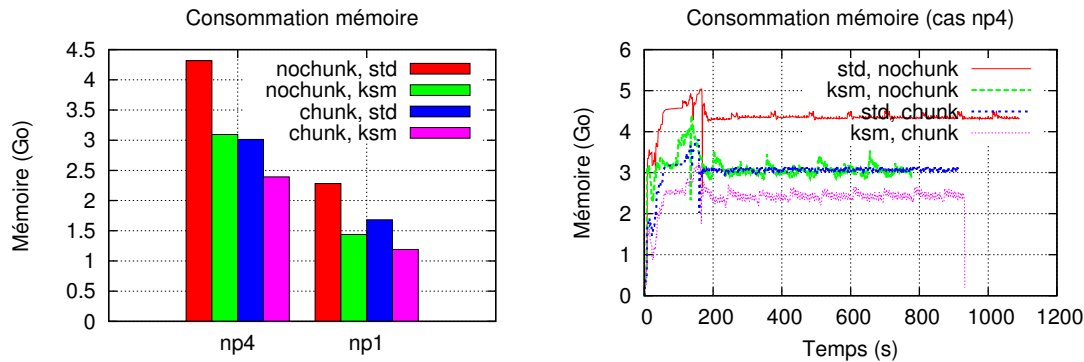 Consommation mémoire
4.5
4
3.5
3
2.5
2
1.5
1
0.5
0
Mémoire (Go)
nochunk, std
nochunk, ksm
chunk, std
chunk, ksm
np4 np1
Consommation mémoire (cas np4)
6
5
4
3
2
1
0
Mémoire (Go)
std, nochunk
ksm, nochunk
std, chunk
ksm, chunk
0 200 400 600 800 1000 1200
Temps (s)